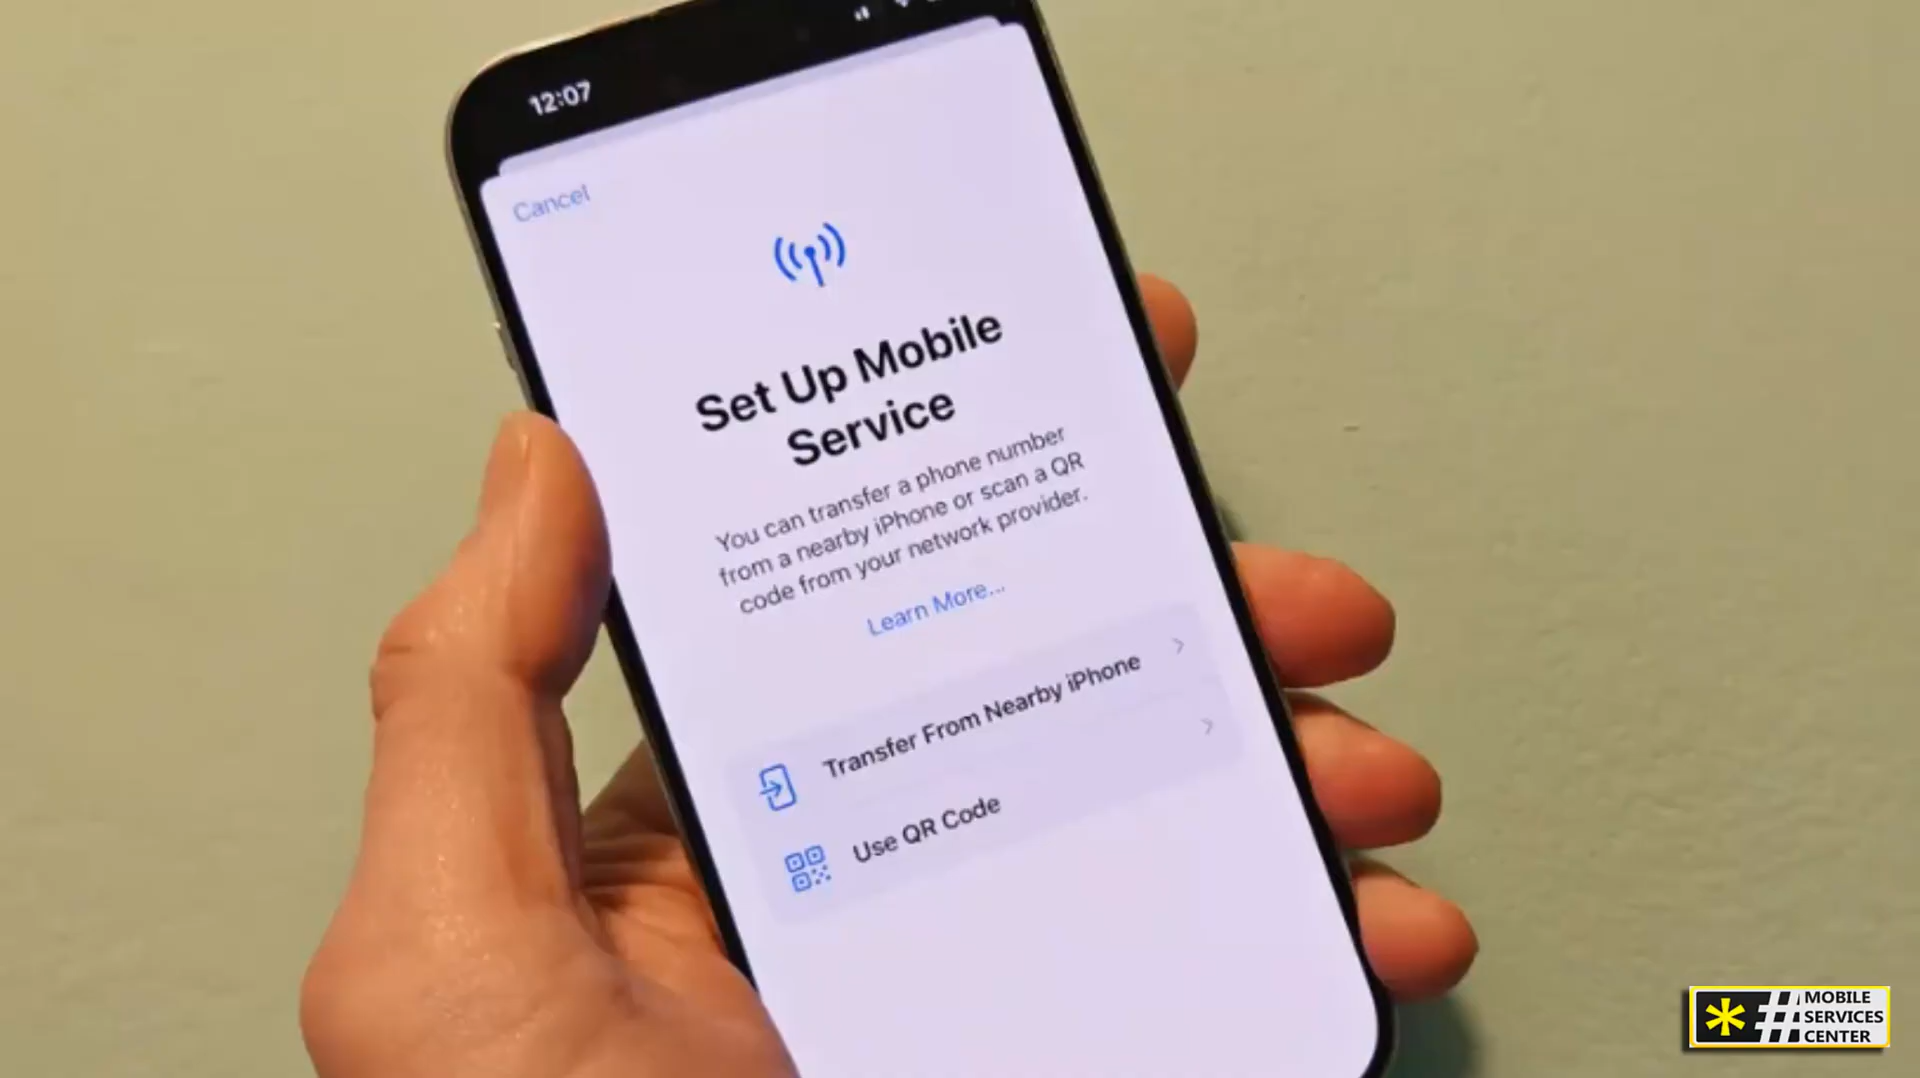 12:07
Cancel
Set Up Mobile
Service
You can transfer a phone number
from a nearby iPhone or scan a QR
code from your network provider.
Learn More...
Transfer From Nearby iPhone
Use QR Code
*# MOBILE
SERVICES
CENTER